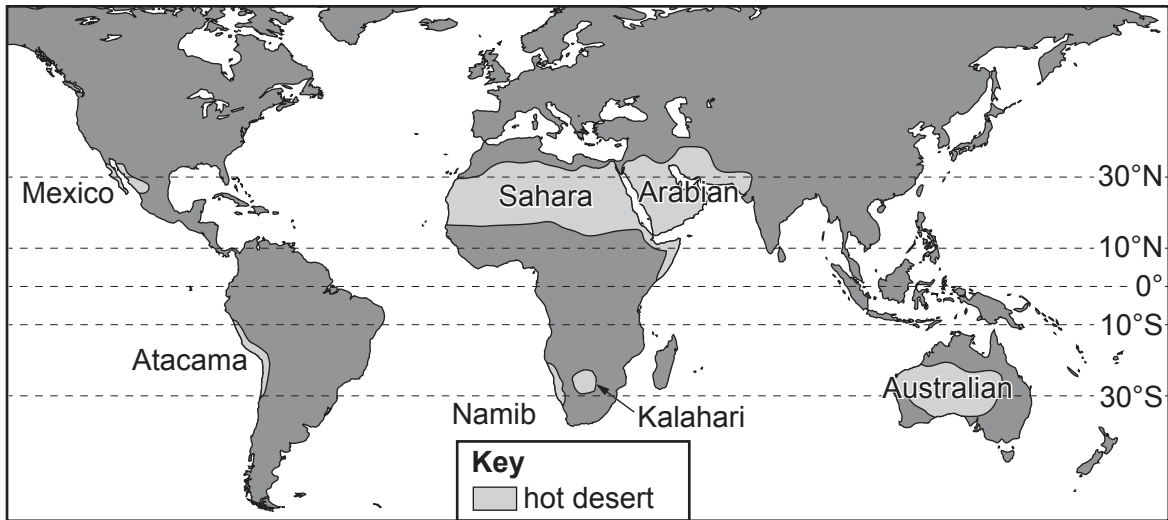 Mexico
Sahara
Arabian
30°N
10°N
0°
10°S
Atacama
Australian
30°S
Namib
Kalahari
Key
hot desert